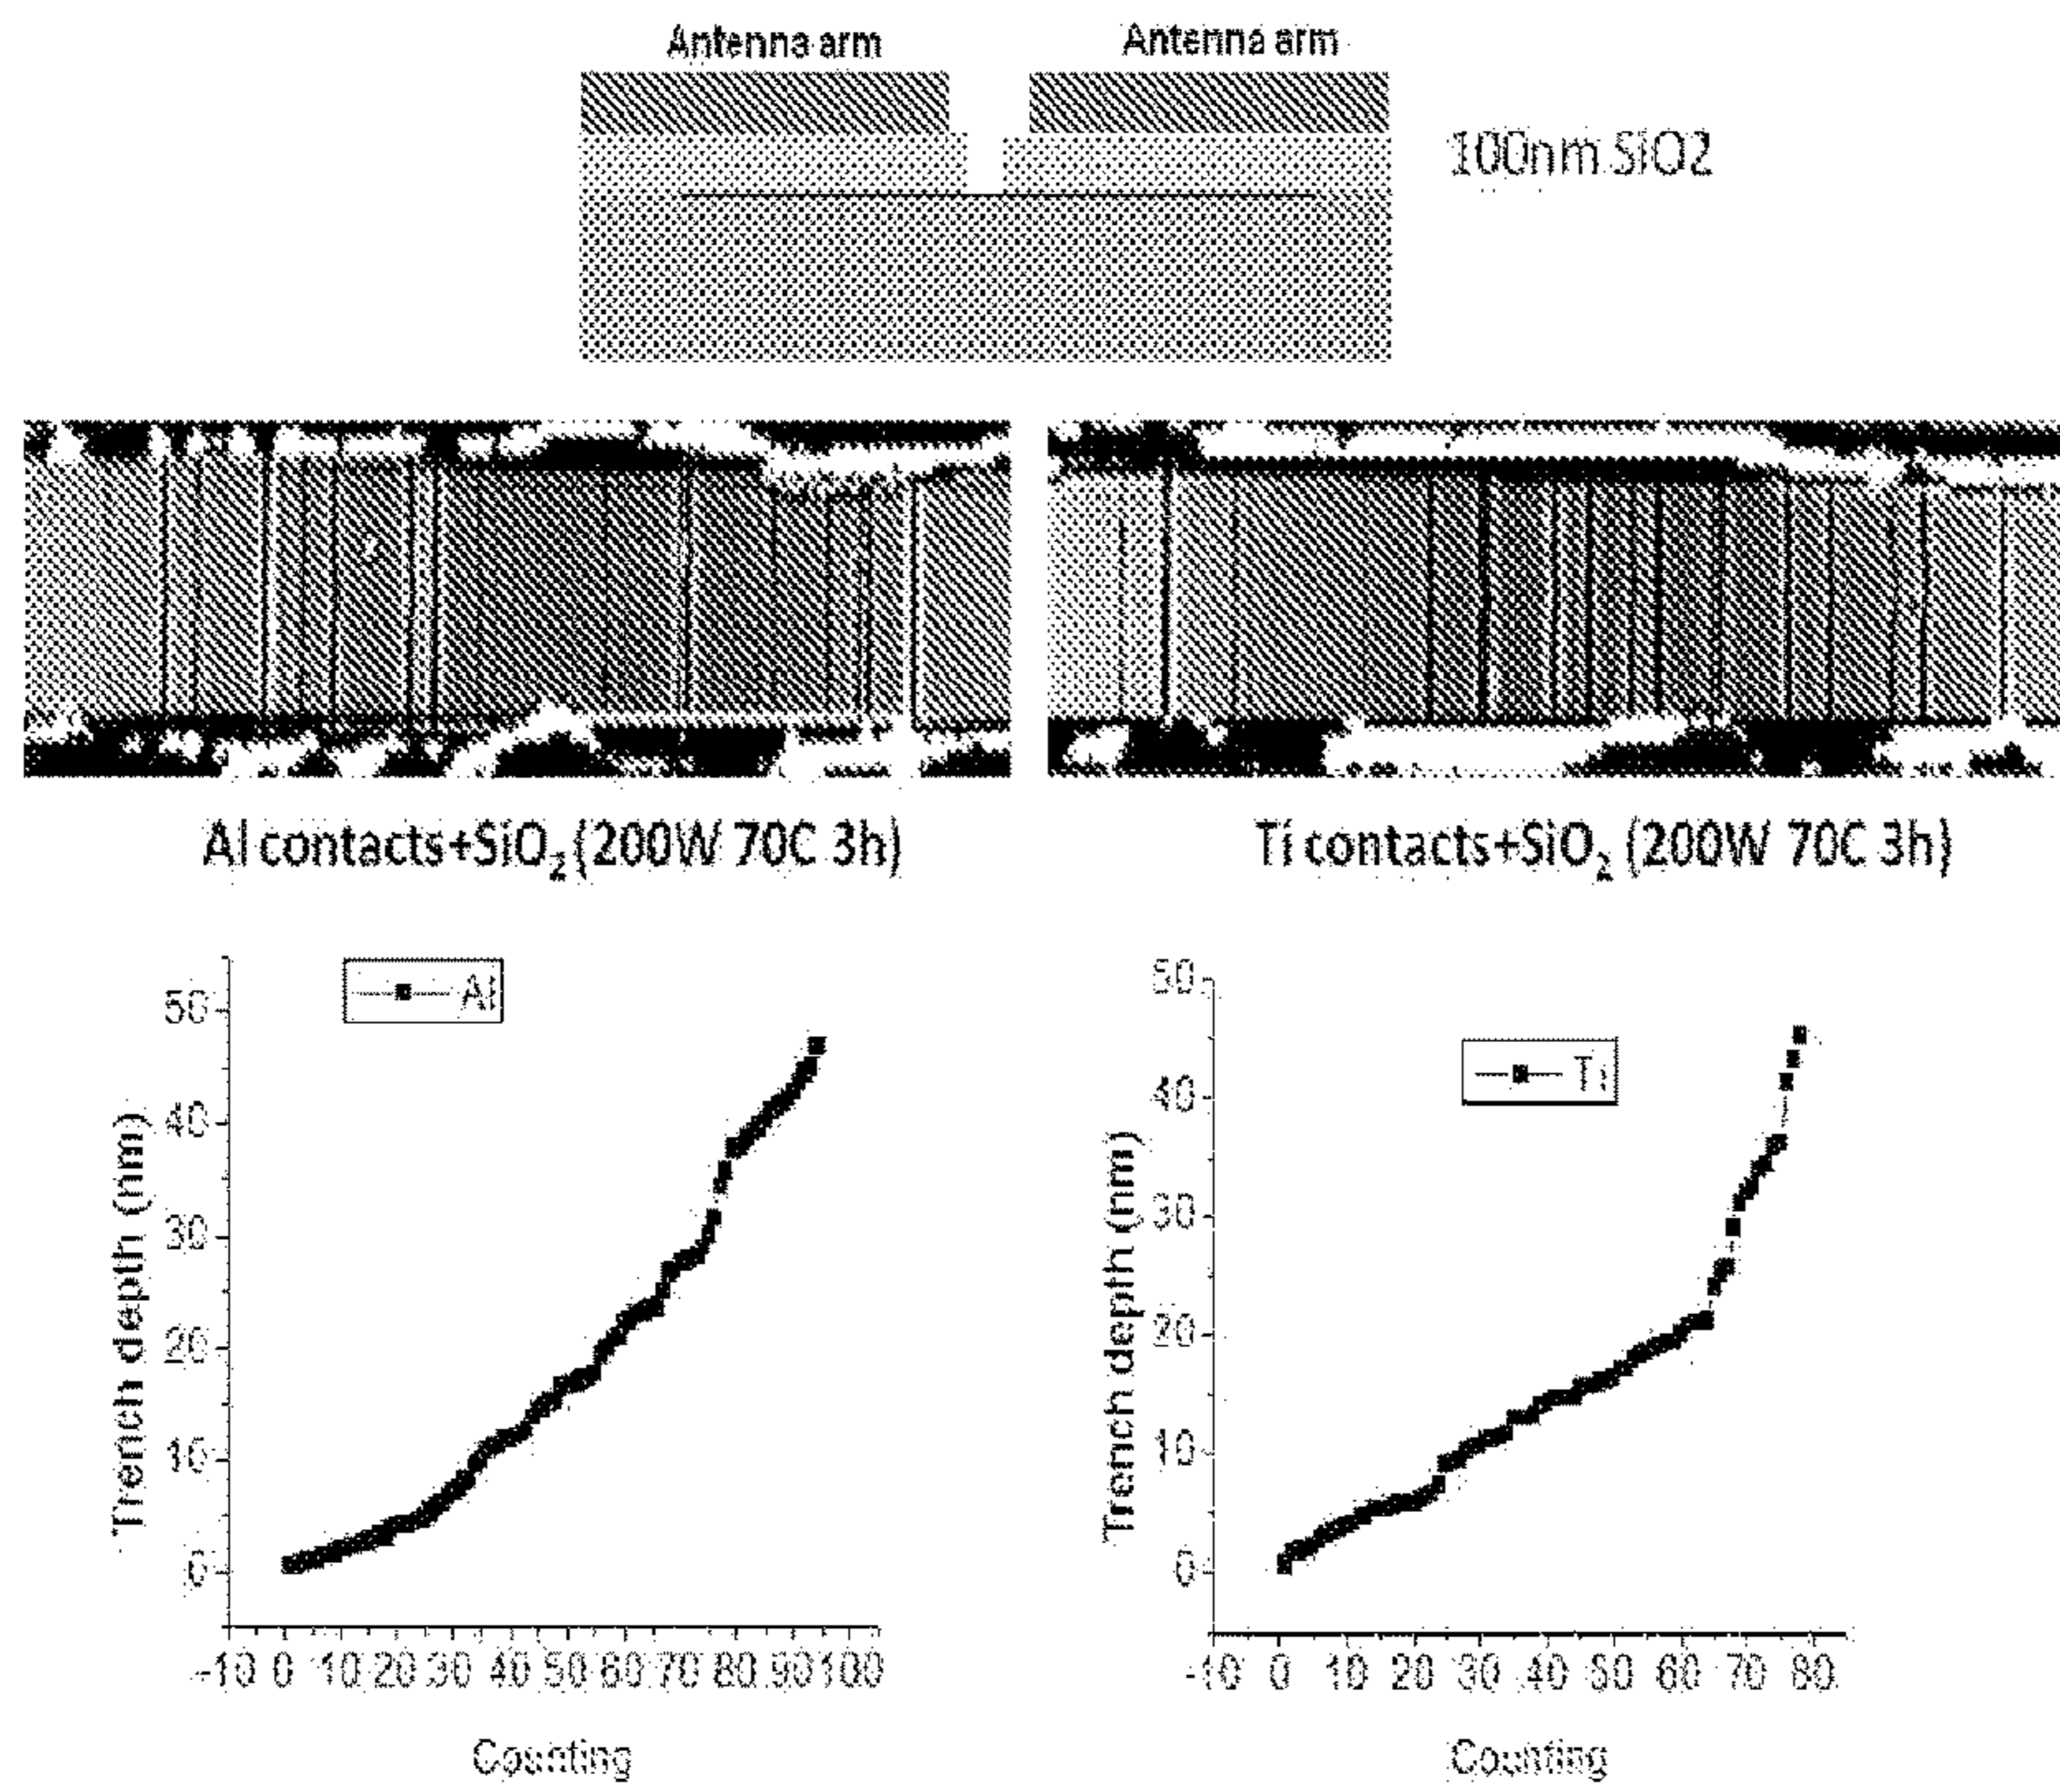 Antenna arm Antenna arm
100nm SiO2
Al contacts+SiO₂ (200W 70C 3h)
Ti contacts+SiO₂ (200W 70C 3h)
Al
50
40
30
20
10
0
Trench depth (nm)
-10 0 10 20 30 40 50 60 70 80 90 100
Counting
Ti
50
40
30
20
10
0
Trench depth (nm)
-10 0 10 20 30 40 50 60 70 80
Counting